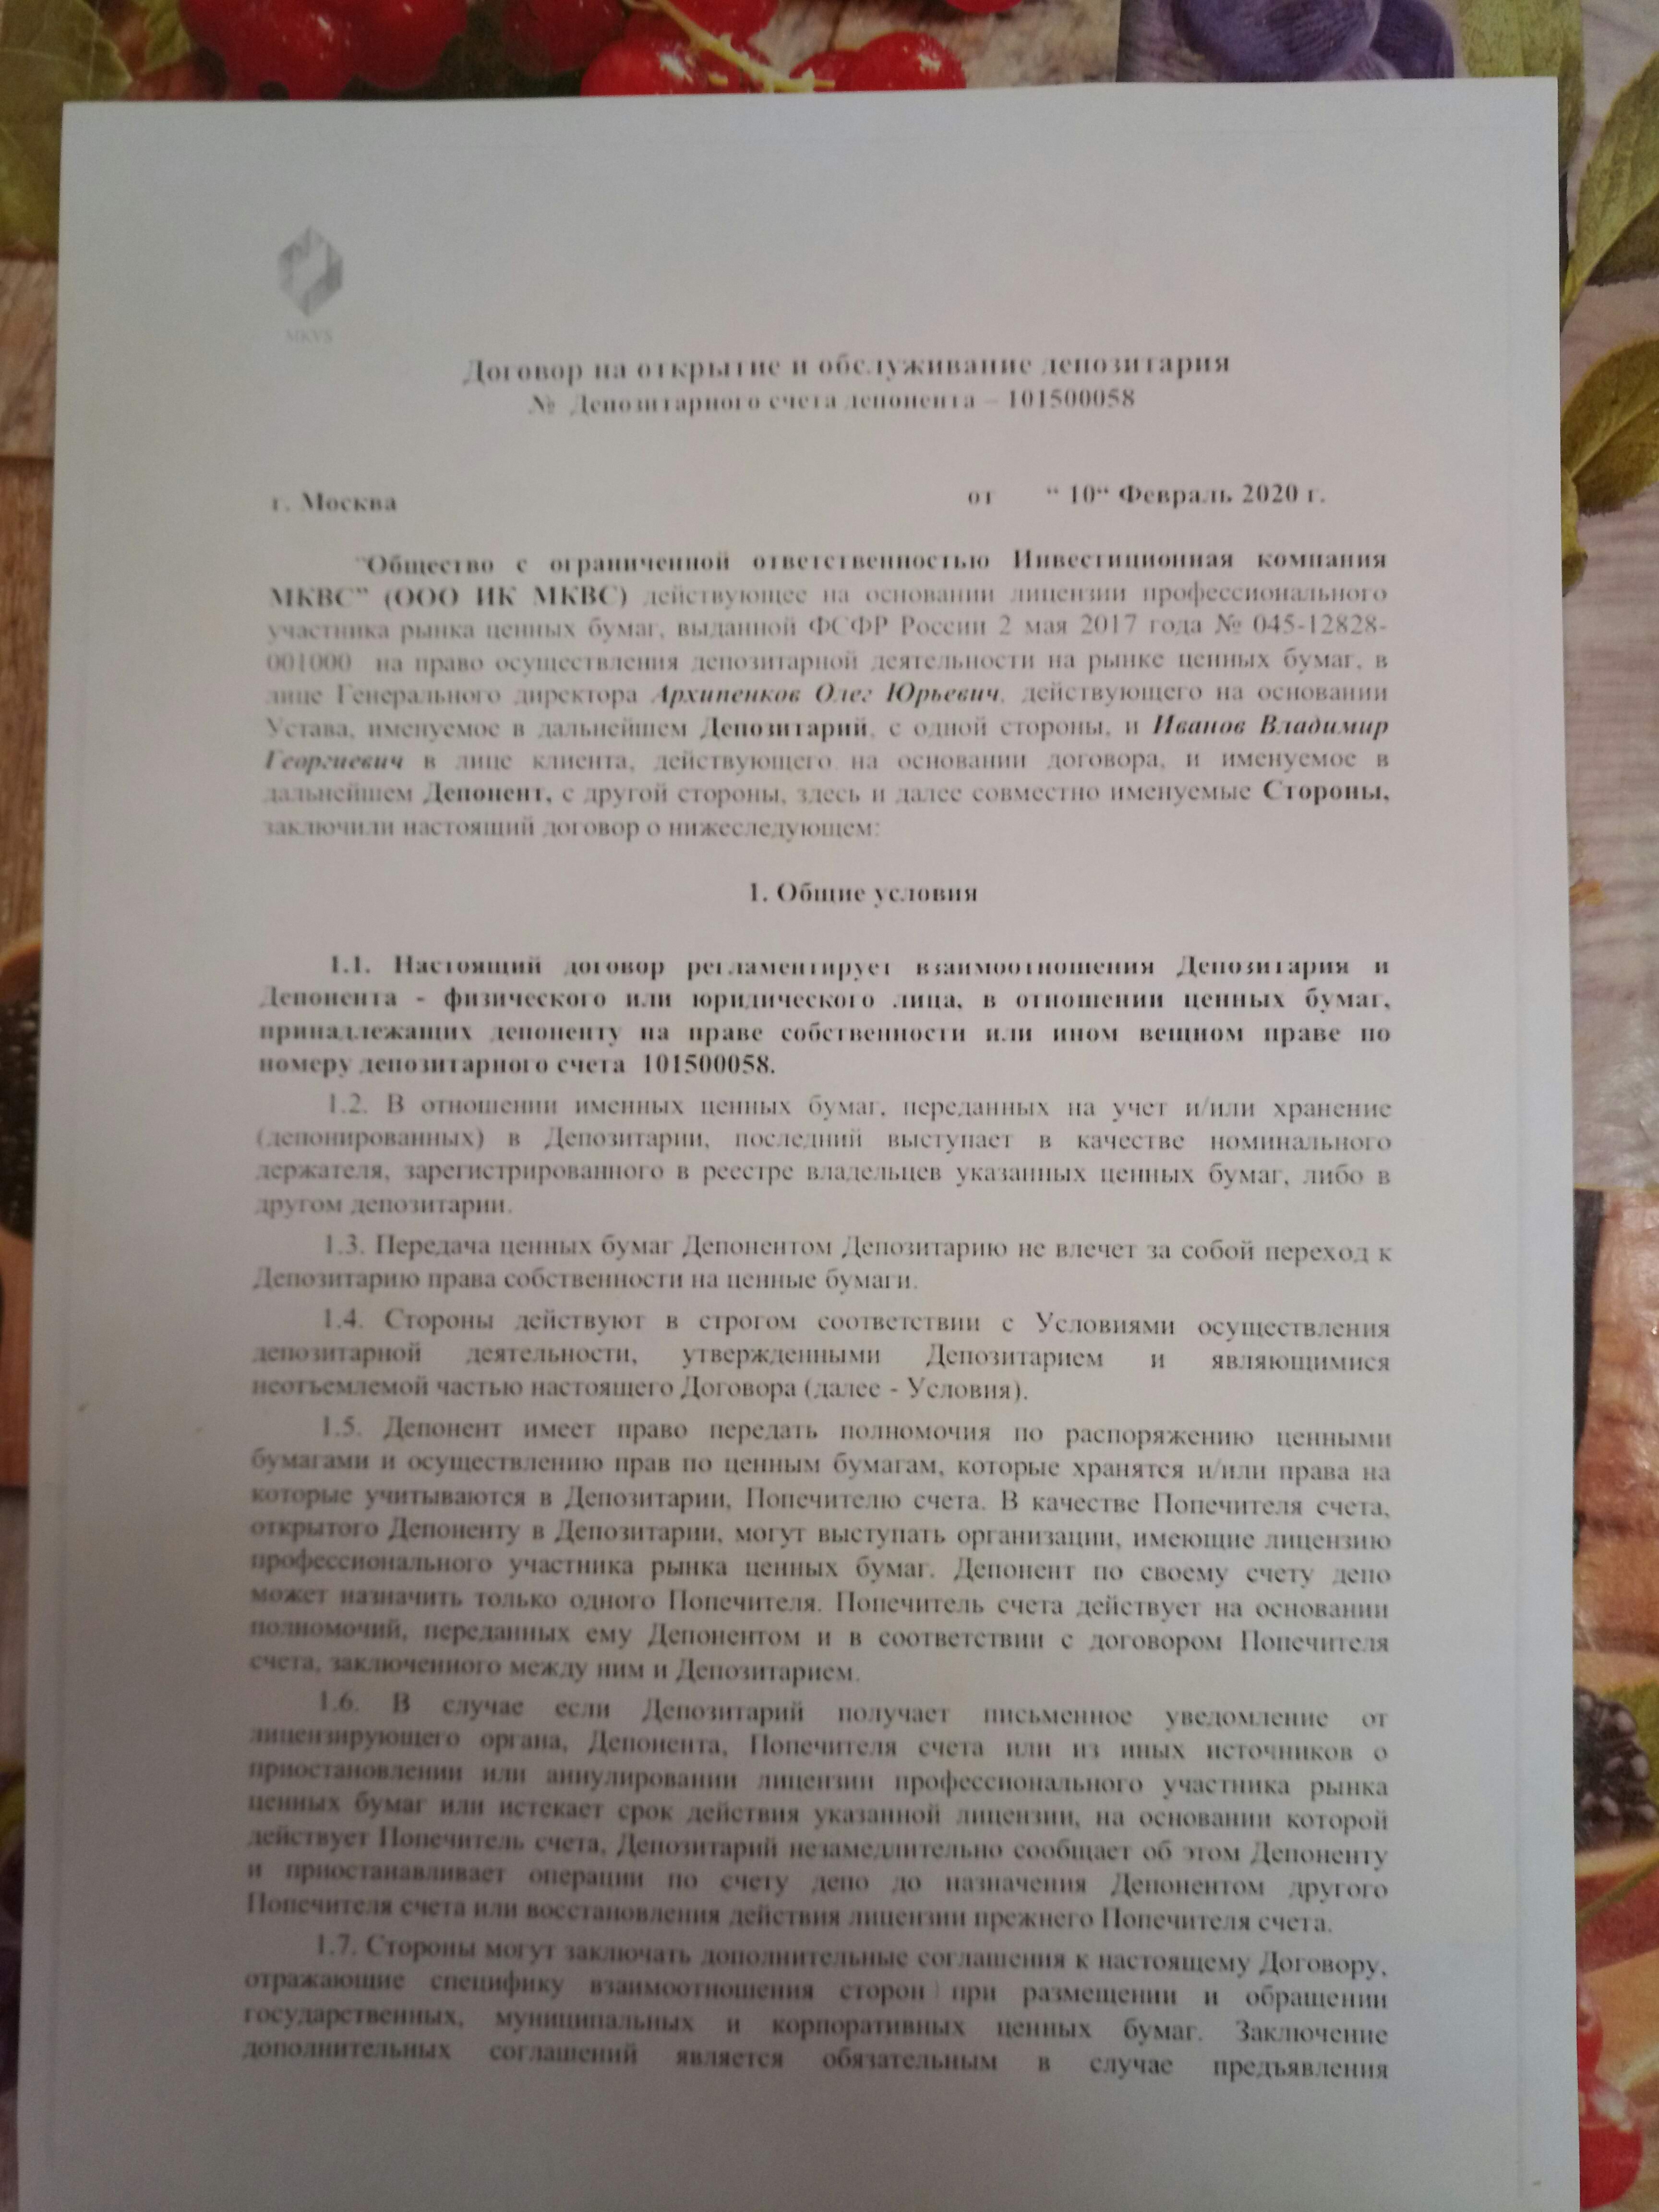 MKVS
Договор на открытие и обслуживание депозитария
№ Депозитарного счета депонента – 101500058
г. Москва от “ 10“ Февраль 2020 г.
"Общество с ограниченной ответственностью Инвестиционная компания
МКВС” (ООО ИК МКВС) действующее на основании лицензии профессионального
участника рынка ценных бумаг, выданной ФСФР России 2 мая 2017 года № 045-12828-
001000 на право осуществления депозитарной деятельности на рынке ценных бумаг, в
лице Генерального директора Архипенков Олег Юрьевич, действующего на основании
Устава, именуемое в дальнейшем Депозитарий, с одной стороны, и Иванов Владимир
Георгиевич в лице клиента, действующего на основании договора, и именуемое в
дальнейшем Депонент, с другой стороны, здесь и далее совместно именуемые Стороны,
заключили настоящий договор о нижеследующем:
1. Общие условия
1.1. Настоящий договор регламентирует взаимоотношения Депозитария и
Депонента - физического или юридического лица, в отношении ценных бумаг,
принадлежащих депоненту на праве собственности или ином вещном праве по
номеру депозитарного счета 101500058.
1.2. В отношении именных ценных бумаг, переданных на учет и/или хранение
(депонированных) в Депозитарии, последний выступает в качестве номинального
держателя, зарегистрированного в реестре владельцев указанных ценных бумаг, либо в
другом депозитарии.
1.3. Передача ценных бумаг Депонентом Депозитарию не влечет за собой переход к
Депозитарию права собственности на ценные бумаги.
1.4. Стороны действуют в строгом соответствии с Условиями осуществления
депозитарной деятельности, утвержденными Депозитарием и являющимися
неотъемлемой частью настоящего Договора (далее - Условия).
1.5. Депонент имеет право передать полномочия по распоряжению ценными
бумагами и осуществлению прав по ценным бумагам, которые хранятся и/или права на
которые учитываются в Депозитарии, Попечителю счета. В качестве Попечителя счета,
открытого Депоненту в Депозитарии, могут выступать организации, имеющие лицензию
профессионального участника рынка ценных бумаг. Депонент по своему счету депо
может назначить только одного Попечителя. Попечитель счета действует на основании
полномочий, переданных ему Депонентом и в соответствии с договором Попечителя
счета, заключенного между ним и Депозитарием.
1.6. В случае если Депозитарий получает письменное уведомление от
лицензирующего органа, Депонента, Попечителя счета или из иных источников о
приостановлении или аннулировании лицензии профессионального участника рынка
ценных бумаг или истекает срок действия указанной лицензии, на основании которой
действует Попечитель счета, Депозитарий незамедлительно сообщает об этом Депоненту
и приостанавливает операции по счету депо до назначения Депонентом другого
Попечителя счета или восстановления действия лицензии прежнего Попечителя счета.
1.7. Стороны могут заключать дополнительные соглашения к настоящему Договору,
отражающие специфику взаимоотношения сторон при размещении и обращении
государственных, муниципальных и корпоративных ценных бумаг. Заключение
дополнительных соглашений является обязательным в случае предъявления